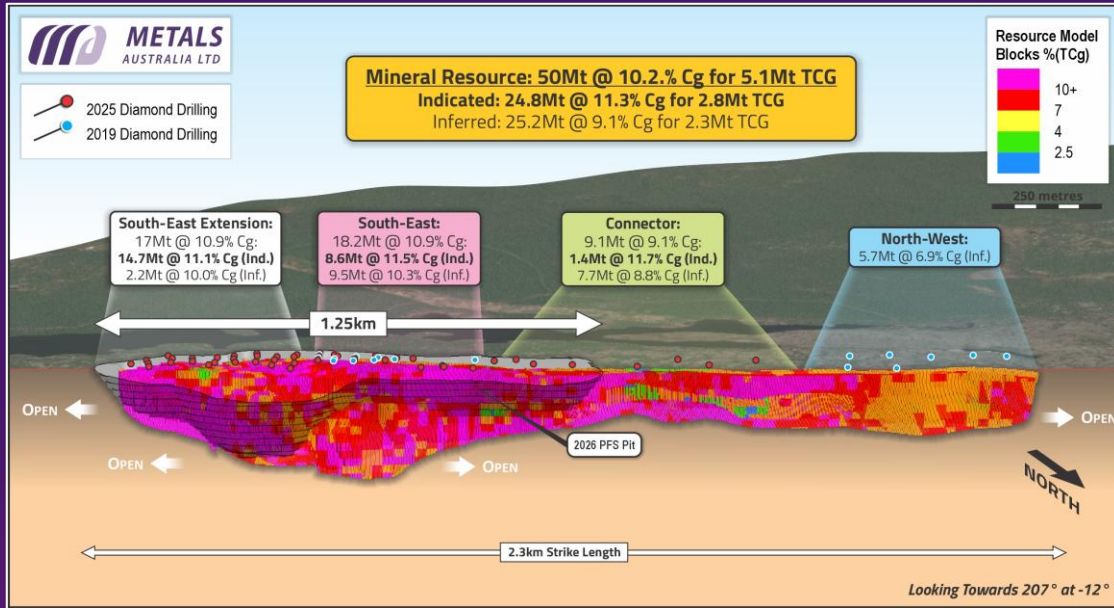 METALS
AUSTRALIA LTD
2025 Diamond Drilling
2019 Diamond Drilling
Mineral Resource: 50Mt @ 10.2.% Cg for 5.1Mt TCG
Indicated: 24.8Mt @ 11.3% Cg for 2.8Mt TCG
Inferred: 25.2Mt @ 9.1% Cg for 2.3Mt TCG
Resource Model
Blocks %(TCg)
10+
7
4
2.5
250 metres
South-East Extension:
17Mt @ 10.9% Cg:
14.7Mt @ 11.1% Cg (Ind.)
2.2Mt @ 10.0% Cg (Inf.)
South-East:
18.2Mt @ 10.9% Cg:
8.6Mt @ 11.5% Cg (Ind.)
9.5Mt @ 10.3% Cg (Inf.)
Connector:
9.1Mt @ 9.1% Cg:
1.4Mt @ 11.7% Cg (Ind.)
7.7Mt @ 8.8% Cg (Inf.)
North-West:
5.7Mt @ 6.9% Cg (Inf.)
1.25km
OPEN
OPEN
OPEN
OPEN
2026 PFS Pit
NORTH
2.3km Strike Length
Looking Towards 207° at -12°